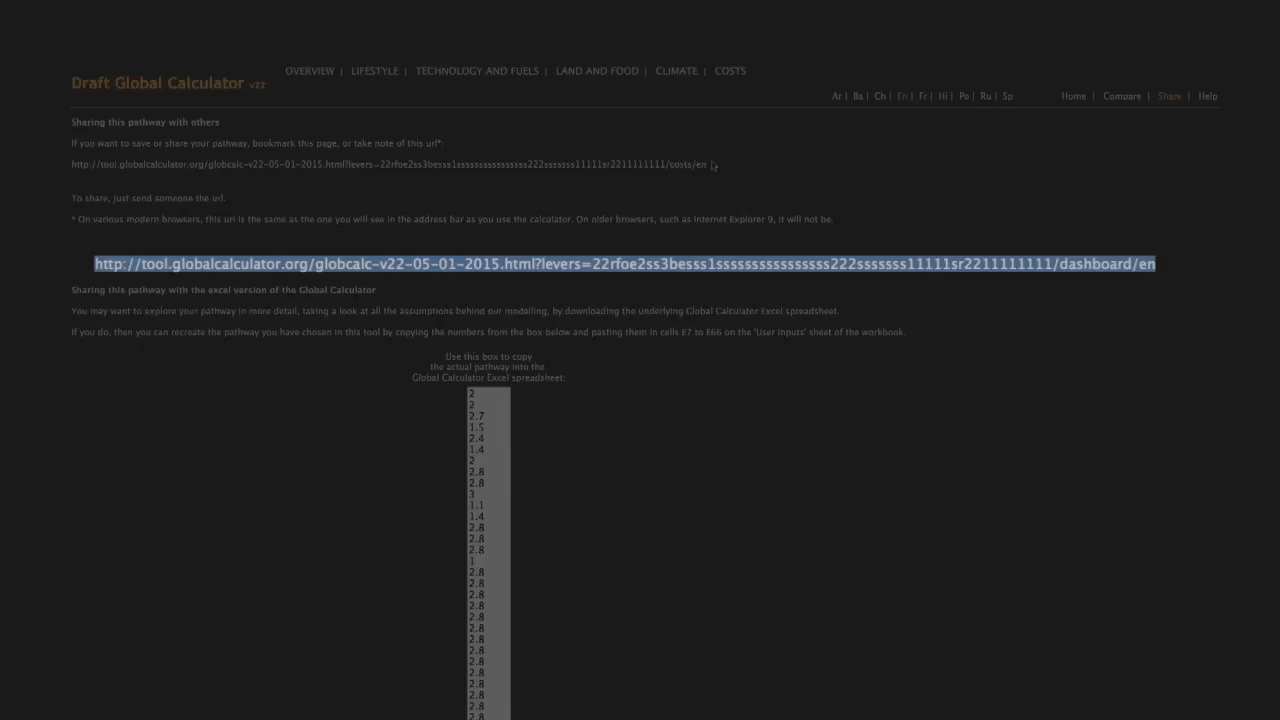 OVERVIEW | LIFESTYLE | TECHNOLOGY AND FUELS | LAND AND FOOD | CLIMATE | COSTS
Draft Global Calculator v22
Ar | Ba | Ch | En | Fr | Hi | Po | Ru | Sp Home | Compare | Share | Help
Sharing this pathway with others
If you want to save or share your pathway, bookmark this page, or take note of this url*:
http://tool.globalcalculator.org/globcalc-v22-05-01-2015.html?levers=22rfoe2ss3besss1ssssssssssssssss222sssssss11111sr2211111111/costs/en
To share, just send someone the url.
* On various modern browsers, this url is the same as the one you will see in the address bar as you use the calculator. On older browsers, such as Internet Explorer 9, it will not be.
http://tool.globalcalculator.org/globcalc-v22-05-01-2015.html?levers=22rfoe2ss3besss1ssssssssssssssss222sssssss11111sr2211111111/dashboard/en
Sharing this pathway with the excel version of the Global Calculator
You may want to explore your pathway in more detail, taking a look at all the assumptions behind our modelling, by downloading the underlying Global Calculator Excel spreadsheet.
If you do, then you can recreate the pathway you have chosen in this tool by copying the numbers from the box below and pasting them in cells E7 to E66 on the 'User inputs' sheet of the workbook.
Use this box to copy
the actual pathway into the
Global Calculator Excel spreadsheet:
2
2
2.7
1.5
2.4
1.4
2
2.8
2.8
3
1.1
1.4
2.8
2.8
2.8
1
2.8
2.8
2.8
2.8
2.8
2.8
2.8
2.8
2.8
2.8
2.8
2.8
2.8
2.8